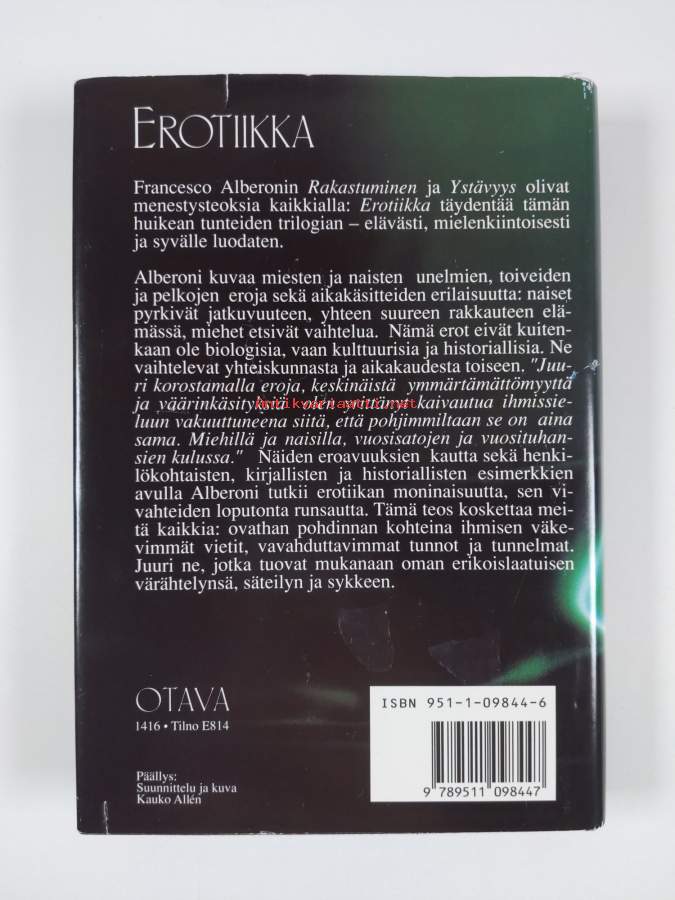 EROTIIKKA
Francesco Alberonin Rakastuminen ja Ystävyys olivat
menestysteoksia kaikkialla: Erotiikka täydentää tämän
huikean tunteiden trilogian – elävästi, mielenkiintoisesti
ja syvälle luodaten.
Alberoni kuvaa miesten ja naisten unelmien, toiveiden
ja pelkojen eroja sekä aikakäsitteiden erilaisuutta: naiset
pyrkivät jatkuvuuteen, yhteen suureen rakkauteen elä-
mässä, miehet etsivät vaihtelua. Nämä erot eivät kuiten-
kaan ole biologisia, vaan kulttuurisia ja historiallisia. Ne
vaihtelevat yhteiskunnasta ja aikakaudesta toiseen. "Juu-
ri korostamalla eroja, keskinäistä ymmärtämättömyyttä
ja väärinkäsityksiä olen yrittänyt kaivautua ihmissie-
antikvariaatti.net
luun vakuuttuneena siitä, että pohjimmiltaan se on aina
sama. Miehillä ja naisilla, vuosisatojen ja vuosituhan-
sien kulussa." Näiden eroavuuksien kautta sekä henki-
lökohtaisten, kirjallisten ja historiallisten esimerkkien
avulla Alberoni tutkii erotiikan moninaisuutta, sen vi-
vahteiden loputonta runsautta. Tämä teos koskettaa mei-
tä kaikkia: ovathan pohdinnan kohteina ihmisen väke-
vimmät vietit, vavahduttavimmat tunnot ja tunnelmat.
Juuri ne, jotka tuovat mukanaan oman erikoislaatuisen
värähtelynsä, säteilyn ja sykkeen.
OTAVA
1416 • Tilno E814
Päällys:
Suunnittelu ja kuva
Kauko Allén
ISBN 951-1-09844-6
9 789511 098447